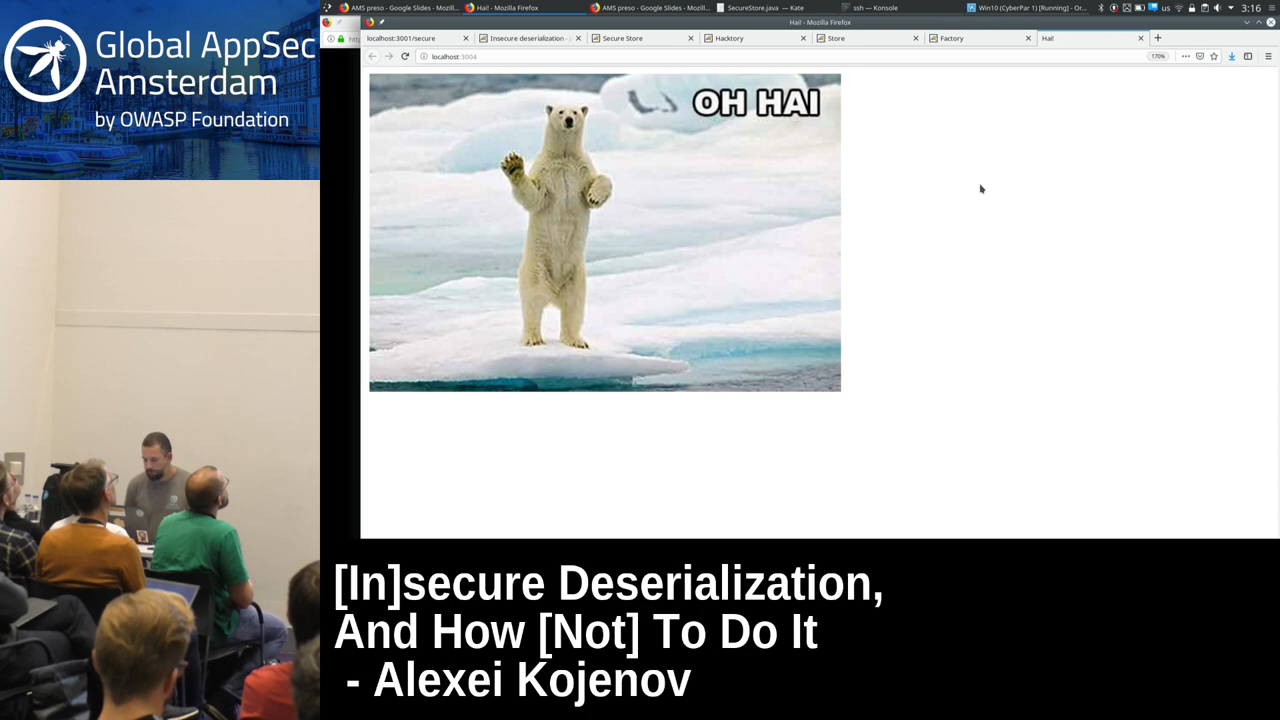 Global AppSec
Amsterdam
by OWASP Foundation
AMS preso - Google Slides - Mozill...
Hai! - Mozilla Firefox
AMS preso - Google Slides - Mozill...
SecureStore.java — Kate
ssh — Konsole
Win10 (CyberPar 1) [Running] - Or...
us
3:16
Hai! - Mozilla Firefox
localhost:3001/secure
Insecure deserialization -
Secure Store
Hacktory
Store
Factory
Hai!
localhost:3004
170%
OH HAI
[In]secure Deserialization,
And How [Not] To Do It
- Alexei Kojenov